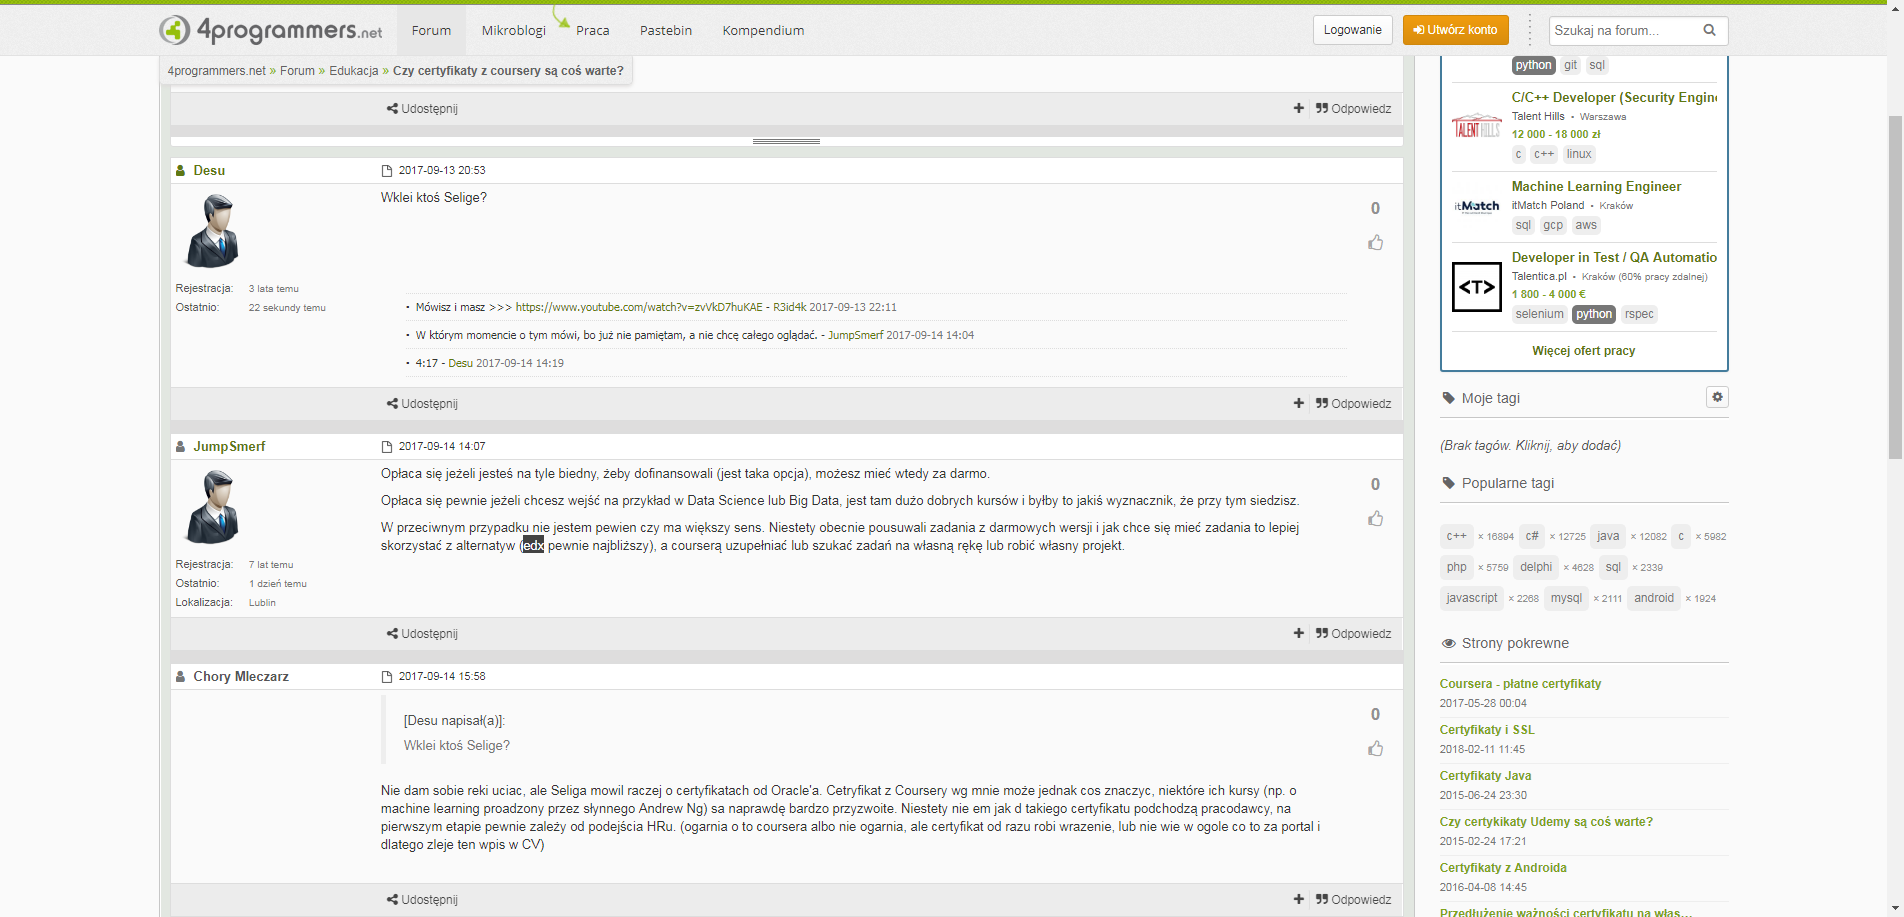 4programmers.net
Forum
Mikroblogi
Praca
Pastebin
Kompendium
Logowanie
Utwórz konto
Szukaj na forum...
4programmers.net » Forum » Edukacja » Czy certyfikaty z coursery są coś warte?
Udostępnij
Odpowiedz
Desu
2017-09-13 20:53
Wklei ktoś Selige?
0
Rejestracja: 3 lata temu
Ostatnio: 22 sekundy temu
• Mówisz i masz >>> https://www.youtube.com/watch?v=zvVkD7huKAE - R3id4k 2017-09-13 22:11
• W którym momencie o tym mówi, bo już nie pamiętam, a nie chcę całego oglądać. - JumpSmerf 2017-09-14 14:04
• 4:17 - Desu 2017-09-14 14:19
Udostępnij
Odpowiedz
JumpSmerf
2017-09-14 14:07
Opłaca się jeżeli jesteś na tyle biedny, żeby dofinansowali (jest taka opcja), możesz mieć wtedy za darmo.
Opłaca się pewnie jeżeli chcesz wejść na przykład w Data Science lub Big Data, jest tam dużo dobrych kursów i byłby to jakiś wyznacznik, że przy tym siedzisz.
W przeciwnym przypadku nie jestem pewien czy ma większy sens. Niestety obecnie pousuwali zadania z darmowych wersji i jak chce się mieć zadania to lepiej
skorzystać z alternatyw (edx pewnie najbliższy), a courserą uzupełniać lub szukać zadań na własną rękę lub robić własny projekt.
0
Rejestracja: 7 lat temu
Ostatnio: 1 dzień temu
Lokalizacja: Lublin
Udostępnij
Odpowiedz
Chory Mleczarz
2017-09-14 15:58
[Desu napisał(a)]:
Wklei ktoś Selige?
0
Nie dam sobie reki uciac, ale Seliga mowil raczej o certyfikatach od Oracle'a. Cetryfikat z Coursery wg mnie może jednak cos znaczyc, niektóre ich kursy (np. o
machine learning proadzony przez słynnego Andrew Ng) sa naprawdę bardzo przyzwoite. Niestety nie em jak d takiego certyfikatu podchodzą pracodawcy, na
pierwszym etapie pewnie zależy od podejścia HRu. (ogarnia o to coursera albo nie ogarnia, ale certyfikat od razu robi wrazenie, lub nie wie w ogole co to za portal i
dlatego zleje ten wpis w CV)
Udostępnij
Odpowiedz
python git sql
C/C++ Developer (Security Engin
TALENT HILLS
Talent Hills • Warszawa
12 000 - 18 000 zł
c c++ linux
Machine Learning Engineer
itMatch
itMatch Poland • Kraków
sql gcp aws
Developer in Test / QA Automatio
<T>
Talentica.pl • Kraków (60% pracy zdalnej)
1 800 - 4 000 €
selenium python rspec
Więcej ofert pracy
Moje tagi
(Brak tagów. Kliknij, aby dodać)
Popularne tagi
c++ × 16894 c# × 12725 java × 12082 c × 5982
php × 5759 delphi × 4628 sql × 2339
javascript × 2268 mysql × 2111 android × 1924
Strony pokrewne
Coursera - płatne certyfikaty
2017-05-28 00:04
Certyfikaty i SSL
2018-02-11 11:45
Certyfikaty Java
2015-06-24 23:30
Czy certykikaty Udemy są coś warte?
2015-02-24 17:21
Certyfikaty z Androida
2016-04-08 14:45
Przedłużenie ważności certyfikatu na włas...